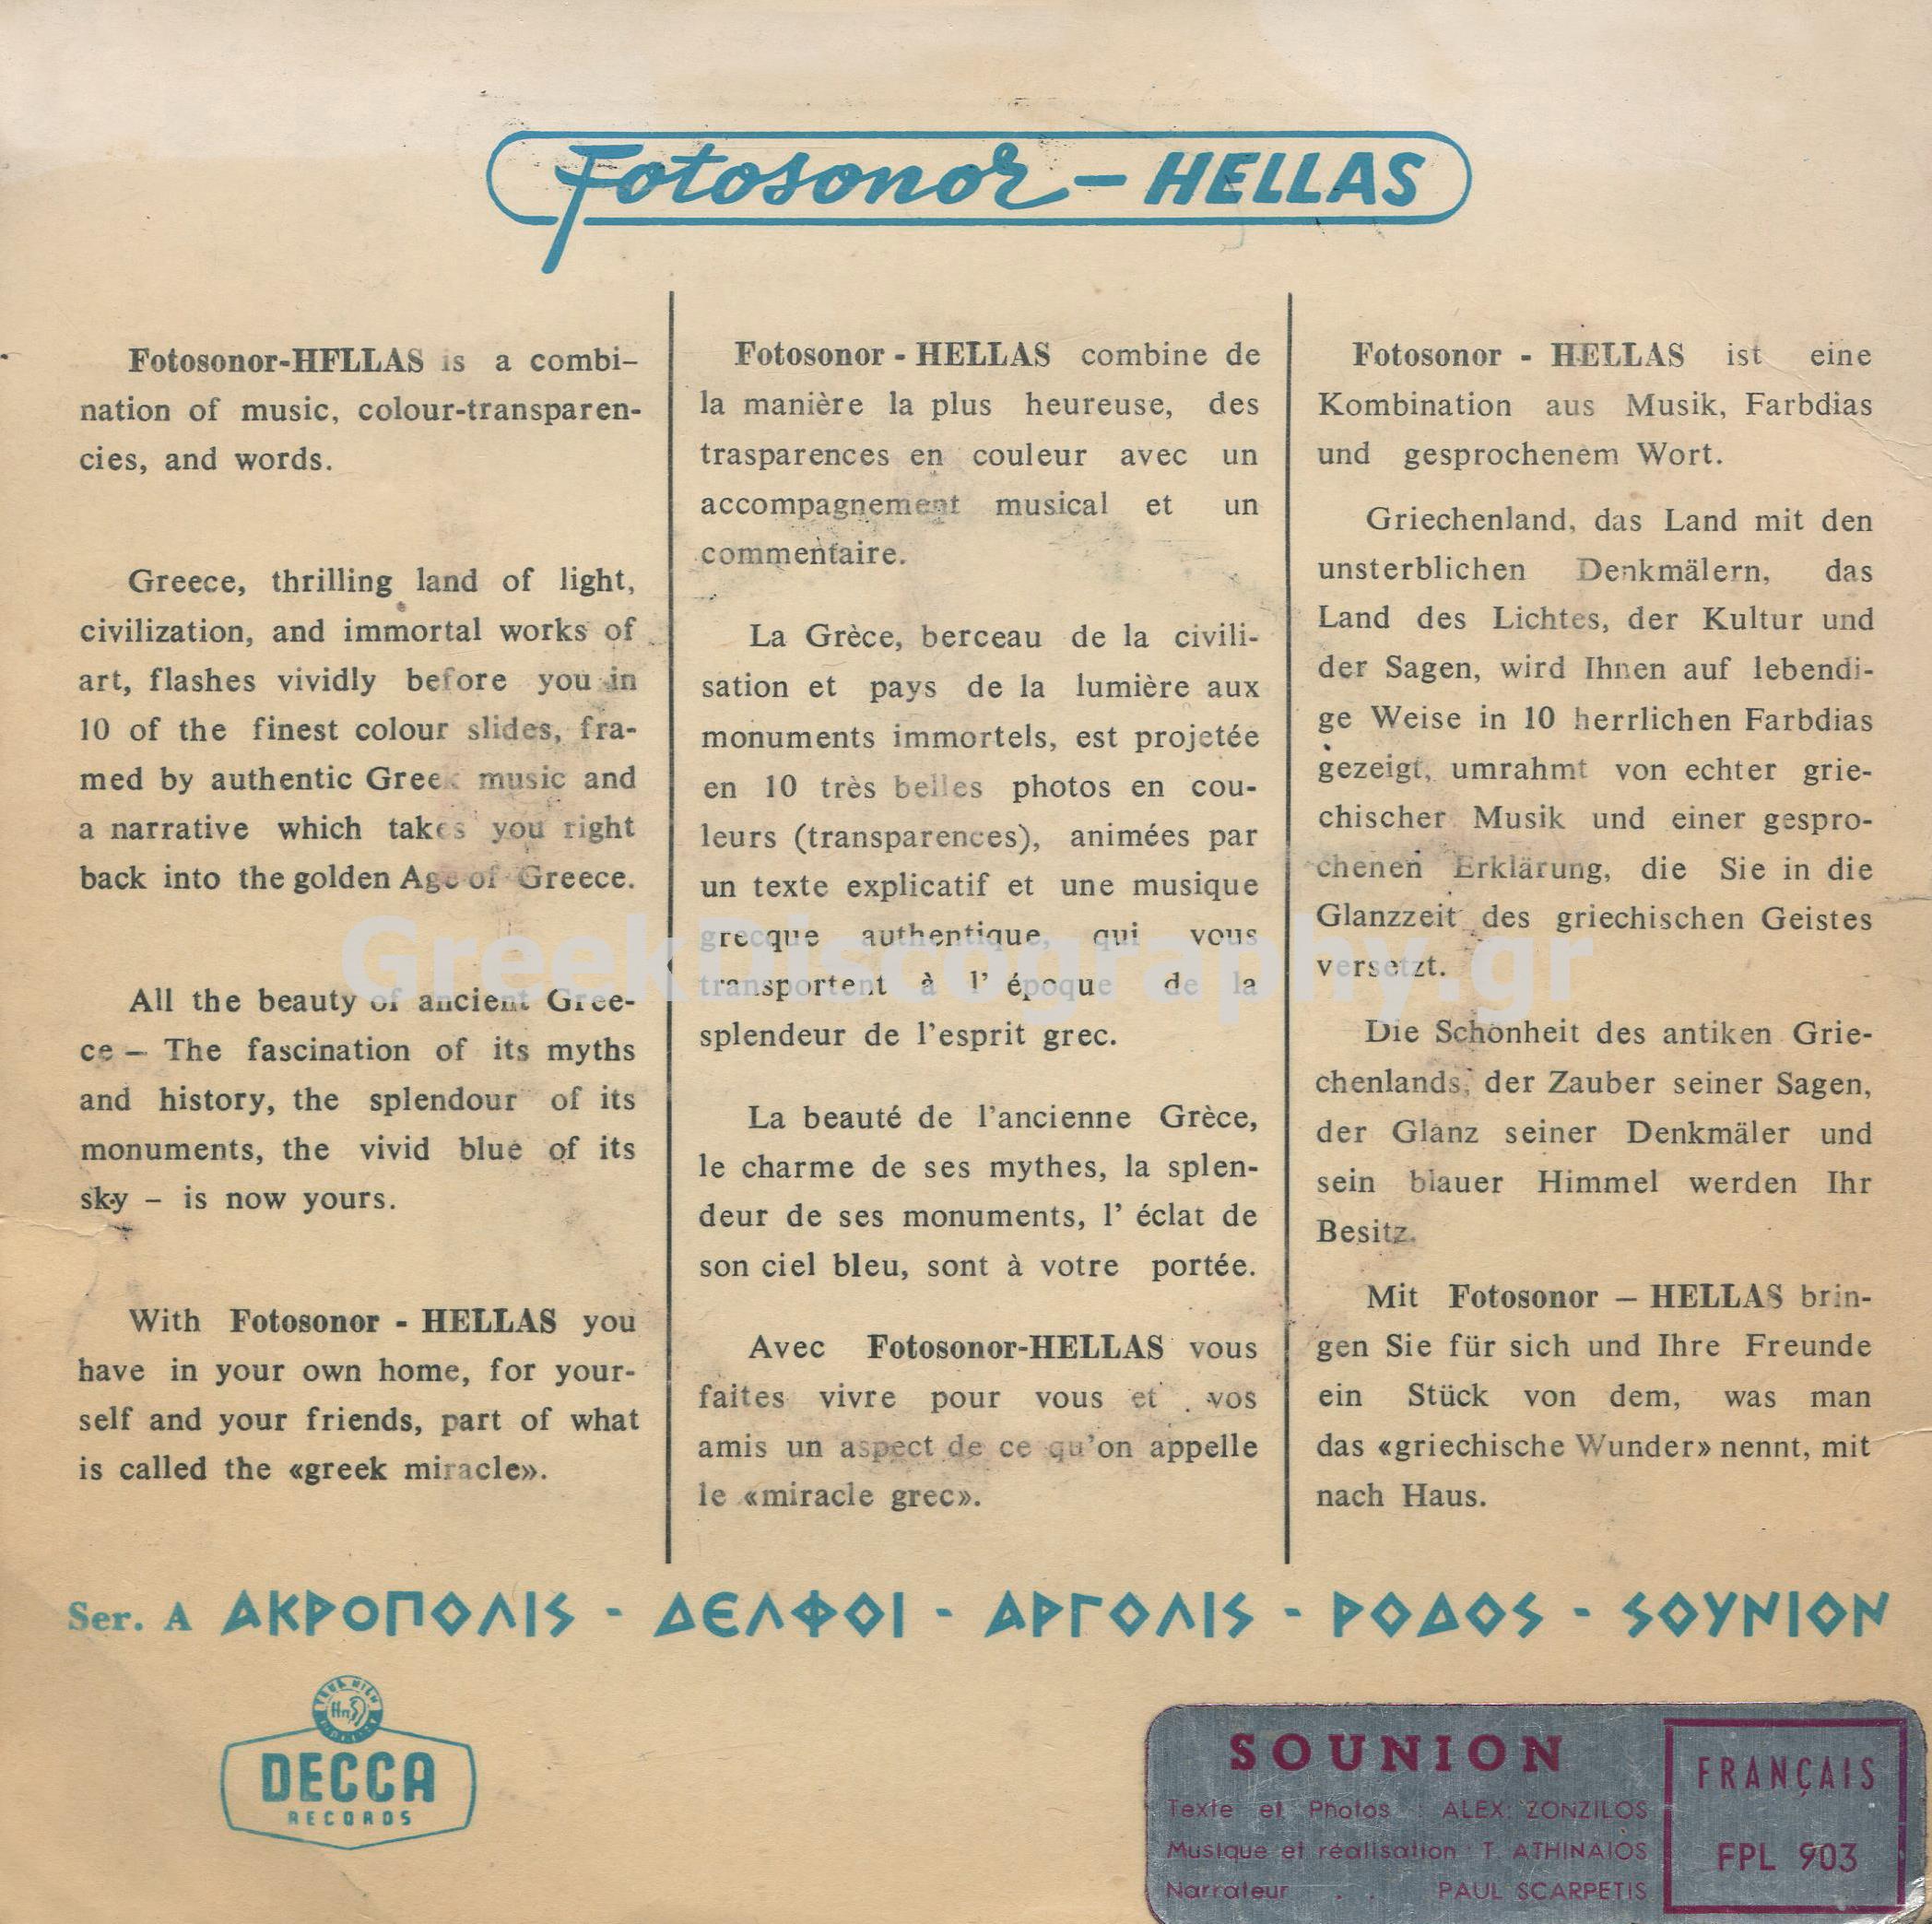 Fotosonor - HELLAS
Fotosonor-HFLLAS is a combi-
nation of music, colour-transparen-
cies, and words.
Greece, thrilling land of light,
civilization, and immortal works of
art, flashes vividly before you in
10 of the finest colour slides, fra-
med by authentic Greek music and
a narrative which takes you right
back into the golden Age of Greece.
All the beauty of ancient Gree-
ce – The fascination of its myths
and history, the splendour of its
monuments, the vivid blue of its
sky – is now yours.
With Fotosonor - HELLAS you
have in your own home, for your-
self and your friends, part of what
is called the «greek miracle».
Fotosonor - HELLAS combine de
la manière la plus heureuse, des
trasparences en couleur avec un
accompagnement musical et un
commentaire.
La Grèce, berceau de la civili-
sation et pays de la lumière aux
monuments immortels, est projetée
en 10 très belles photos en cou-
leurs (transparences), animées par
un texte explicatif et une musique
grecque authentique, qui vous
transportent à l' époque de la
splendeur de l'esprit grec.
La beauté de l'ancienne Grèce,
le charme de ses mythes, la splen-
deur de ses monuments, l' éclat de
son ciel bleu, sont à votre portée.
Avec Fotosonor-HELLAS vous
faites vivre pour vous et vos
amis un aspect de ce qu'on appelle
le «miracle grec».
Fotosonor - HELLAS ist eine
Kombination aus Musik, Farbdias
und gesprochenem Wort.
Griechenland, das Land mit den
unsterblichen Denkmälern, das
Land des Lichtes, der Kultur und
der Sagen, wird Ihnen auf lebendi-
ge Weise in 10 herrlichen Farbdias
gezeigt, umrahmt von echter grie-
chischer Musik und einer gespro-
chenen Erklärung, die Sie in die
Glanzzeit des griechischen Geistes
versetzt.
Die Schönheit des antiken Grie-
chenlands, der Zauber seiner Sagen,
der Glanz seiner Denkmäler und
sein blauer Himmel werden Ihr
Besitz.
Mit Fotosonor – HELLAS brin-
gen Sie für sich und Ihre Freunde
ein Stück von dem, was man
das «griechische Wunder» nennt, mit
nach Haus.
GreekDiscography.gr
Ser. A ΑΚΡΟΠΟΛΙS - ΔΕΛΦΟΙ - ΑΡΓΟΛΙS - ΡΟΔΟS - SΟΥΝΙΟΝ
DECCA
RECORDS
SOUNION
Texte et Photos : ALEX. ZONZILOS
Musique et réalisation : T. ATHINAIOS
Narrateur . . PAUL SCARPETIS
FRANÇAIS
FPL 903